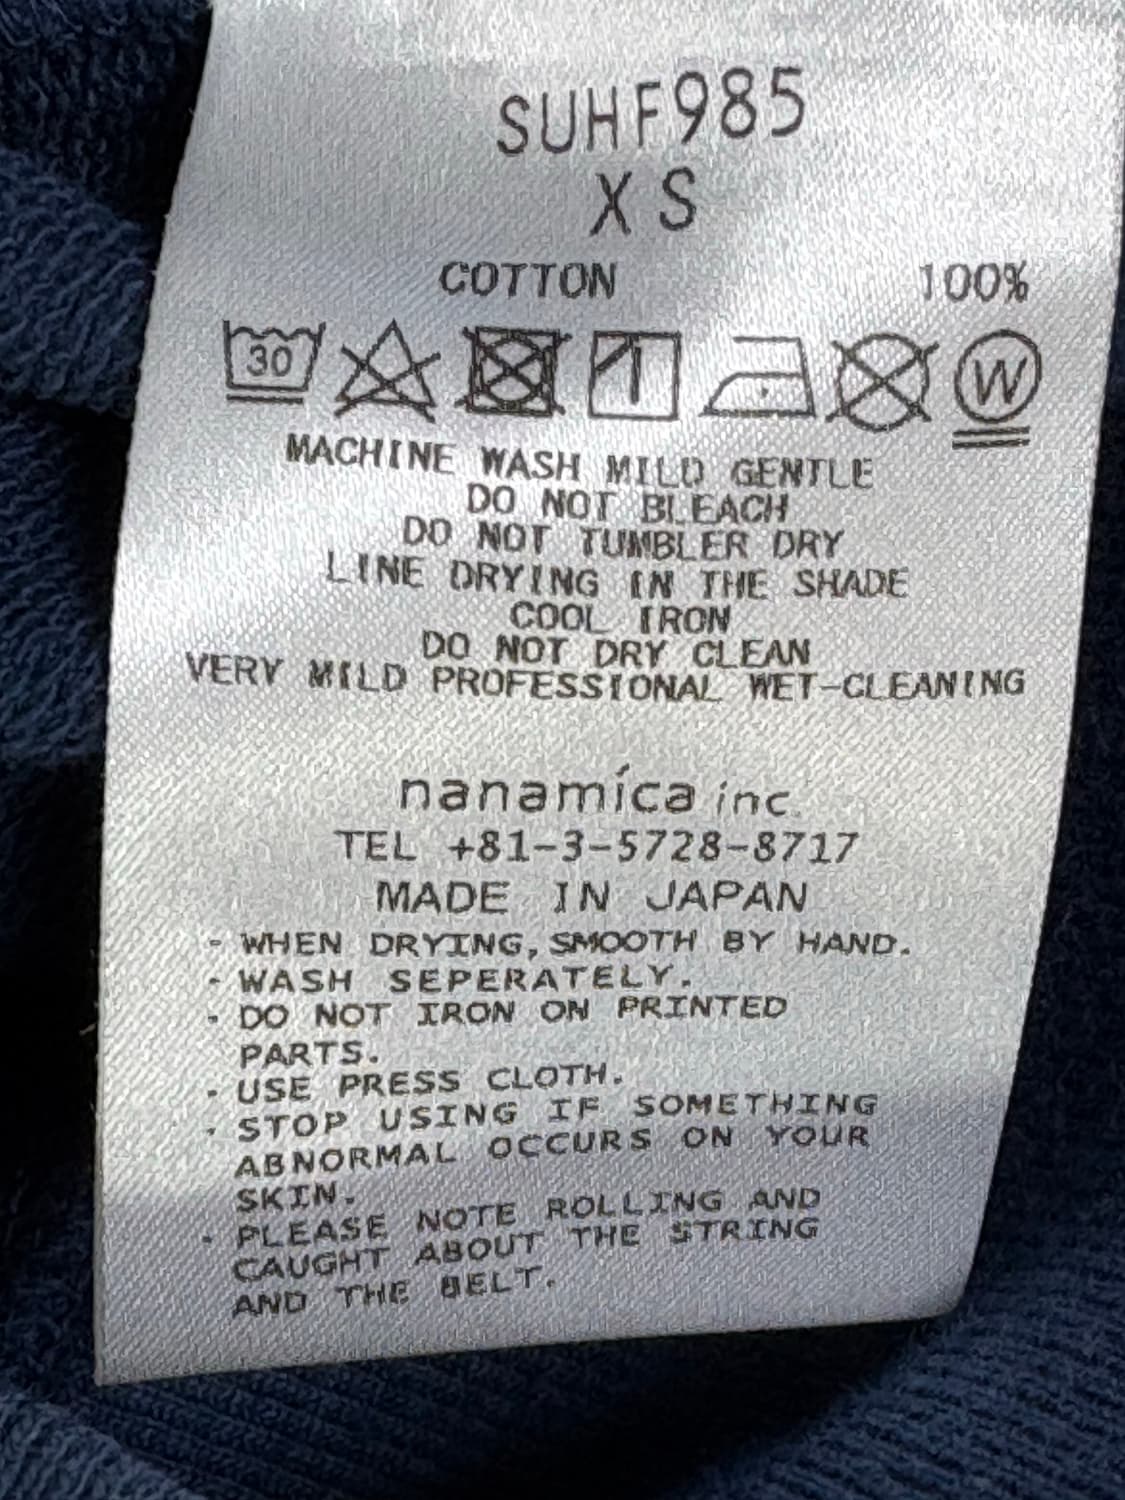 SUHF985
XS
COTTON 100%
30 W
MACHINE WASH MILD GENTLE
DO NOT BLEACH
DO NOT TUMBLER DRY
LINE DRYING IN THE SHADE
COOL IRON
DO NOT DRY CLEAN
VERY MILD PROFESSIONAL WET-CLEANING
nanamíca inc.
TEL +81-3-5728-8717
MADE IN JAPAN
- WHEN DRYING, SMOOTH BY HAND.
- WASH SEPERATELY.
- DO NOT IRON ON PRINTED
PARTS.
- USE PRESS CLOTH.
- STOP USING IF SOMETHING
ABNORMAL OCCURS ON YOUR
SKIN.
- PLEASE NOTE ROLLING AND
CAUGHT ABOUT THE STRING
AND THE BELT.